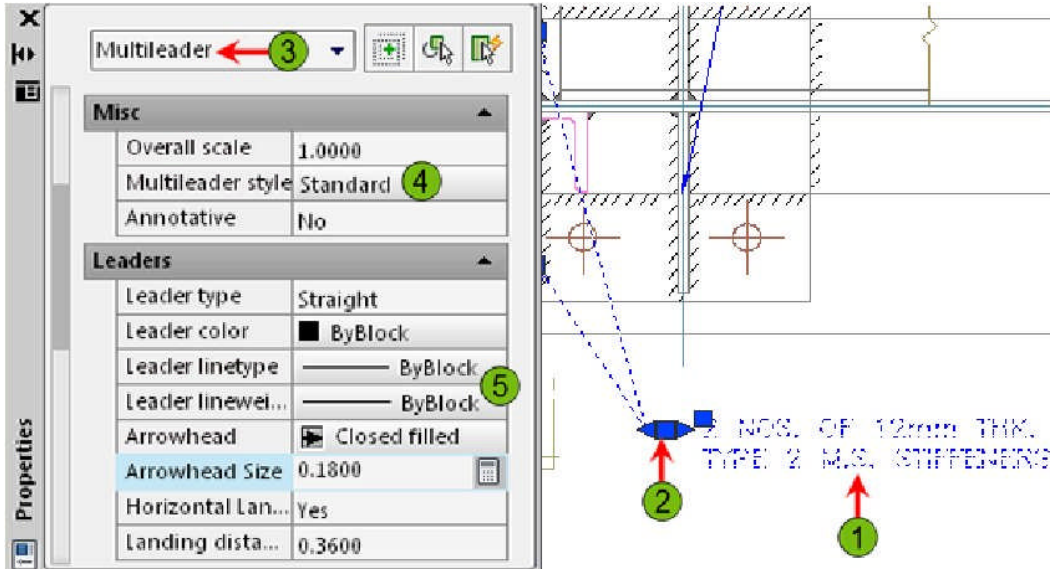 Multileader 3
Misc
Overall scale 1.0000
Multileader style Standard 4
Annotative No
Leaders
Leader type Straight
Leader color ByBlock
Leader linetype ByBlock
5
Leader linewei... ByBlock
Arrowhead Closed filled
Arrowhead Size 0.1800
Horizontal Lan... Yes
Landing dista... 0.3600
Properties
2 NOS. OF 12mm THK.
TYPE 2 M.S. STIFFENERS
2
1